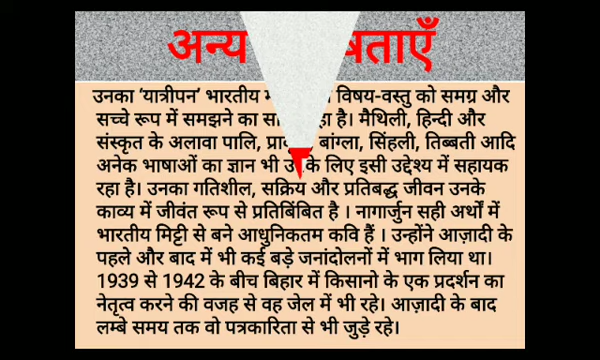 अन्य
उनका ‘यात्रीपन’ भारतीय विषय-वस्तु को समग्र और
सच्चे रूप में समझने का रहा है। मैथिली, हिन्दी और
संस्कृत के अलावा पालि, बांग्ला, सिंहली, तिब्बती आदि
अनेक भाषाओं का ज्ञान भी उनके लिए इसी उद्देश्य में सहायक
रहा है। उनका गतिशील, सक्रिय और प्रतिबद्ध जीवन उनके
काव्य में जीवंत रूप से प्रतिबिंबित है । नागार्जुन सही अर्थों में
भारतीय मिट्टी से बने आधुनिकतम कवि हैं । उन्होंने आज़ादी के
पहले और बाद में भी कई बड़े जनांदोलनों में भाग लिया था।
1939 से 1942 के बीच बिहार में किसानो के एक प्रदर्शन का
नेतृत्व करने की वजह से वह जेल में भी रहे। आज़ादी के बाद
लम्बे समय तक वो पत्रकारिता से भी जुड़े रहे।